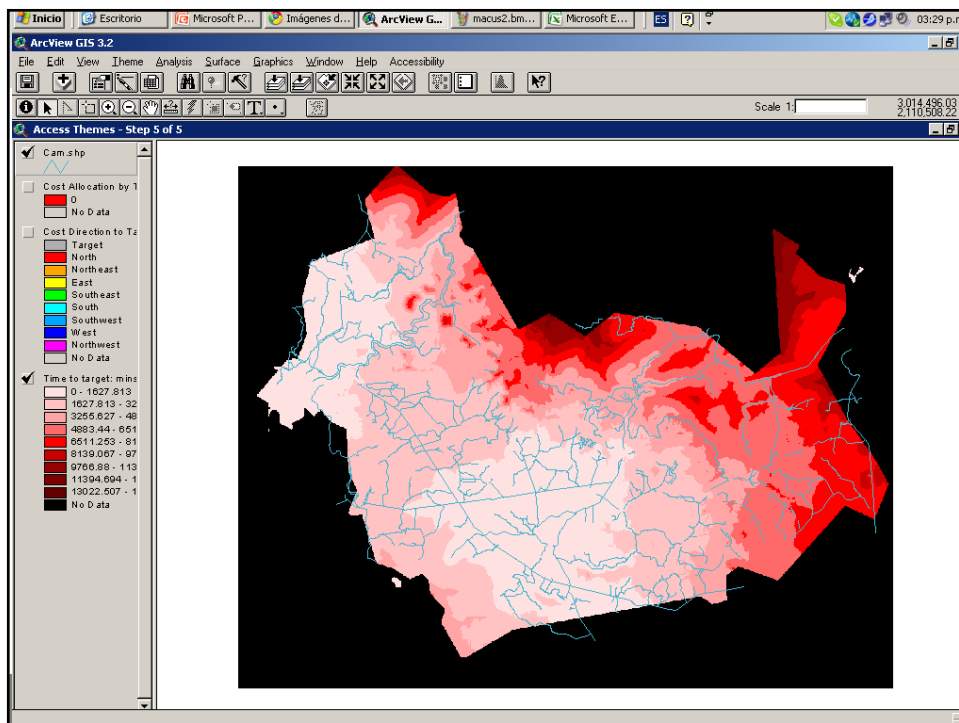 Inicio Escritorio Microsoft P... Imágenes d... ArcView G... macus2.bm... Microsoft E... ES 03:29 p.m
ArcView GIS 3.2
File Edit View Theme Analysis Surface Graphics Window Help Accessibility
Scale 1: 3,014,496.03
2,110,508.22
Access Themes - Step 5 of 5
Cam.shp
Cost Allocation by T
0
No Data
Cost Direction to Ta
Target
North
Northeast
East
Southeast
South
Southwest
West
Northwest
No Data
Time to target: mins
0 - 1627.813
1627.813 - 32
3255.627 - 48
4883.44 - 651
6511.253 - 81
8139.067 - 97
9766.88 - 113
11394.694 - 1
13022.507 - 1
No Data